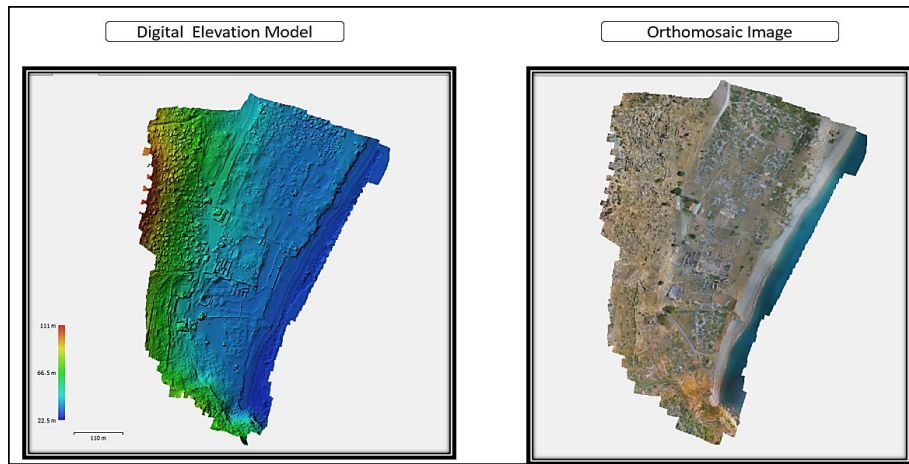 Digital Elevation Model
Orthomosaic Image
111 m
66.5 m
22.5 m
110 m